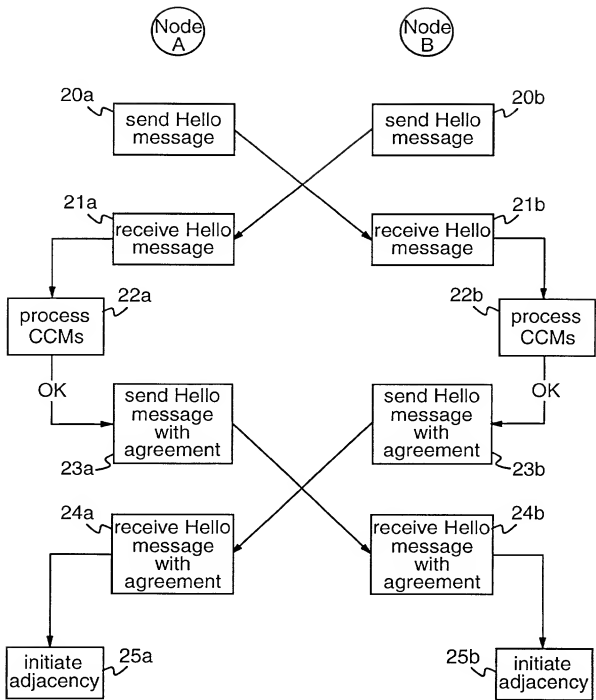 Node
A
Node
B
20a
send Hello
message
send Hello
message
20b
21a
receive Hello
message
receive Hello
message
21b
process
CCMs
22a
22b
process
CCMs
OK
OK
send Hello
message
with
agreement
23a
send Hello
message
with
agreement
23b
24a
receive Hello
message
with
agreement
receive Hello
message
with
agreement
24b
initiate
adjacency
25a
25b
initiate
adjacency